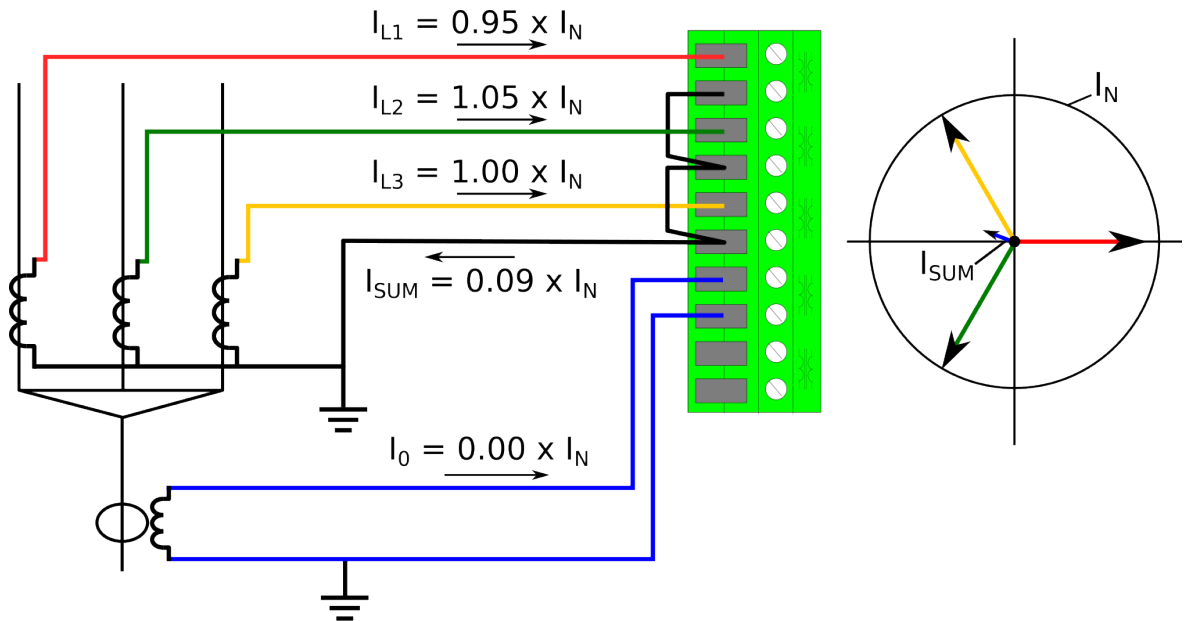 I_L1 = 0.95 x I_N
I_L2 = 1.05 x I_N
I_L3 = 1.00 x I_N
I_SUM = 0.09 x I_N
I_0 = 0.00 x I_N
I_N
I_SUM